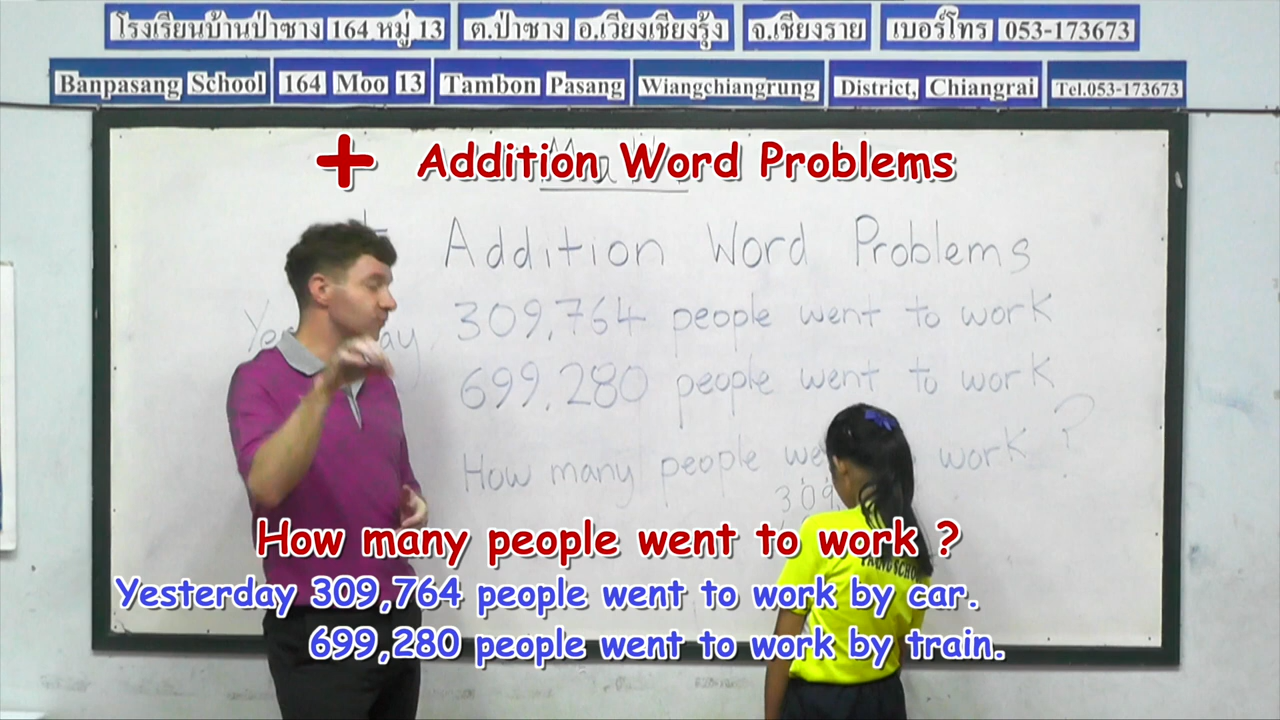 โรงเรียนบ้านป่าซาง 164 หมู่ 13 ต.ป่าซาง อ.เวียงเชียงรุ้ง จ.เชียงราย เบอร์โทร 053-173673
Banpasang School 164 Moo 13 Tambon Pasang Wiangchiangrung District, Chiangrai Tel.053-173673
+ Addition Word Problems
Addition Word Problems
309,764 people went to work
699,280 people went to work
How many people work ?
309
How many people went to work ?
Yesterday 309,764 people went to work by car.
699,280 people went to work by train.